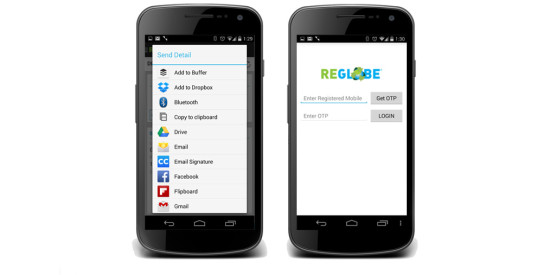 1:29
Send Detail
Add to Buffer
Add to Dropbox
Bluetooth
Copy to clipboard
Drive
Email
CC
Email Signature
Facebook
Flipboard
Gmail
1:30
REGLOBE
Enter Registered Mobile
Get OTP
Enter OTP
LOGIN